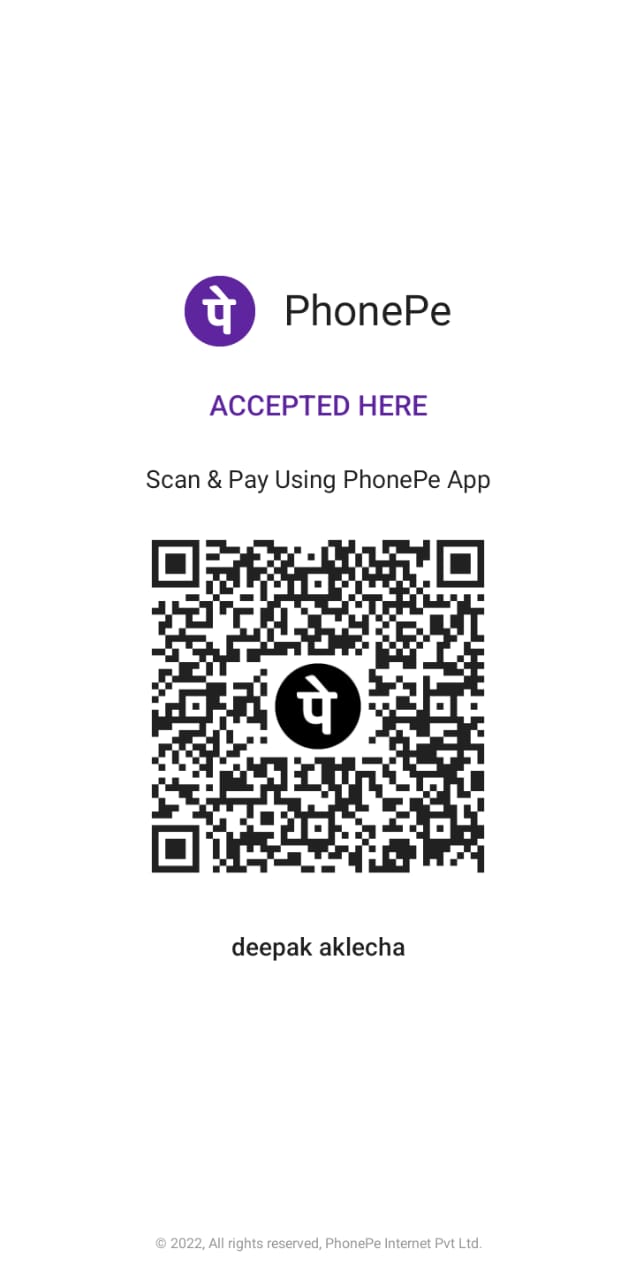 पे PhonePe
ACCEPTED HERE
Scan & Pay Using PhonePe App
पे
deepak aklecha
© 2022, All rights reserved, PhonePe Internet Pvt Ltd.